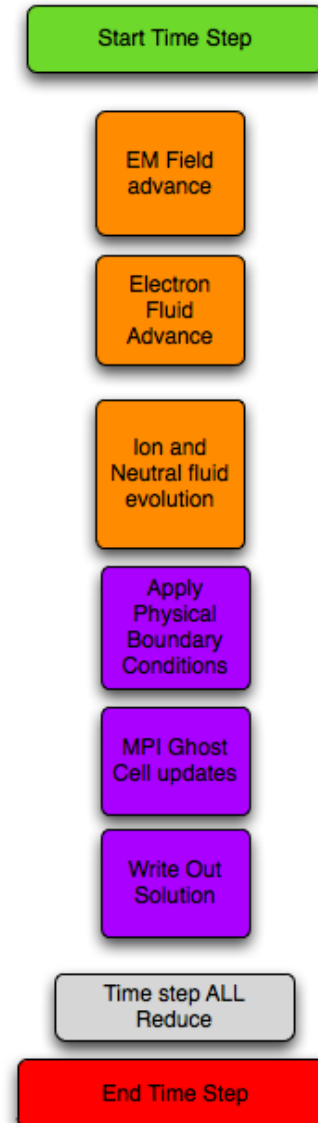 Start Time Step
EM Field
advance
Electron
Fluid
Advance
Ion and
Neutral fluid
evolution
Apply
Physical
Boundary
Conditions
MPI Ghost
Cell updates
Write Out
Solution
Time step ALL
Reduce
End Time Step